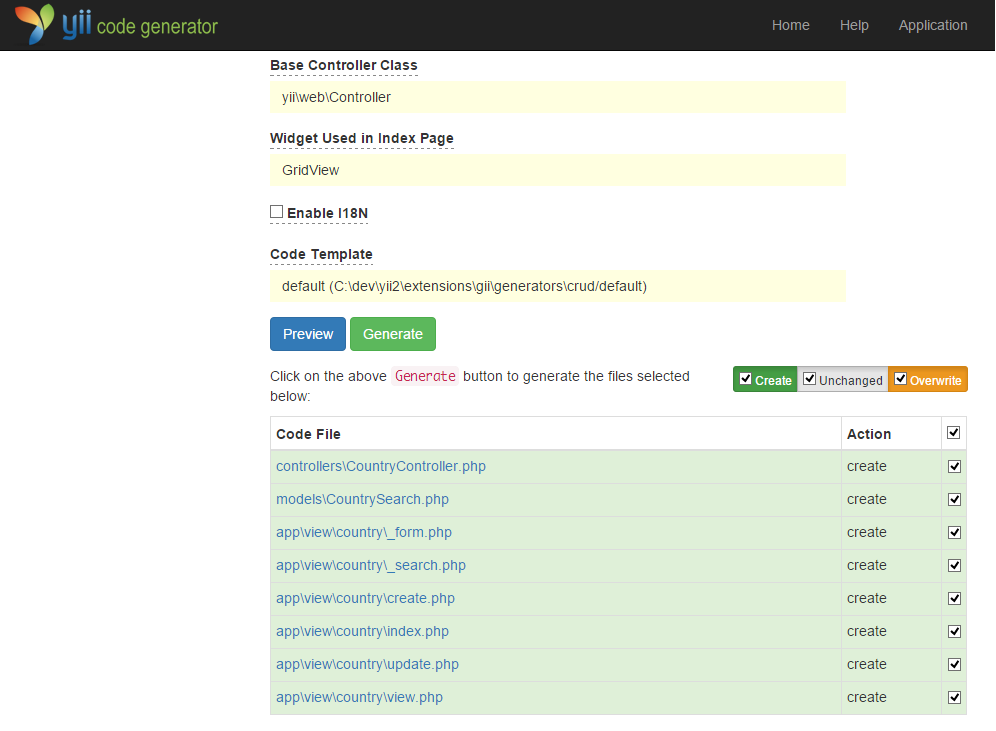 yii code generator
Home Help Application
Base Controller Class
yii\web\Controller
Widget Used in Index Page
GridView
Enable I18N
Code Template
default (C:\dev\yii2\extensions\gii\generators\crud/default)
Preview Generate
Click on the above Generate button to generate the files selected
below:
Create Unchanged Overwrite
Code File Action
controllers\CountryController.php create
models\CountrySearch.php create
app\view\country\_form.php create
app\view\country\_search.php create
app\view\country\create.php create
app\view\country\index.php create
app\view\country\update.php create
app\view\country\view.php create